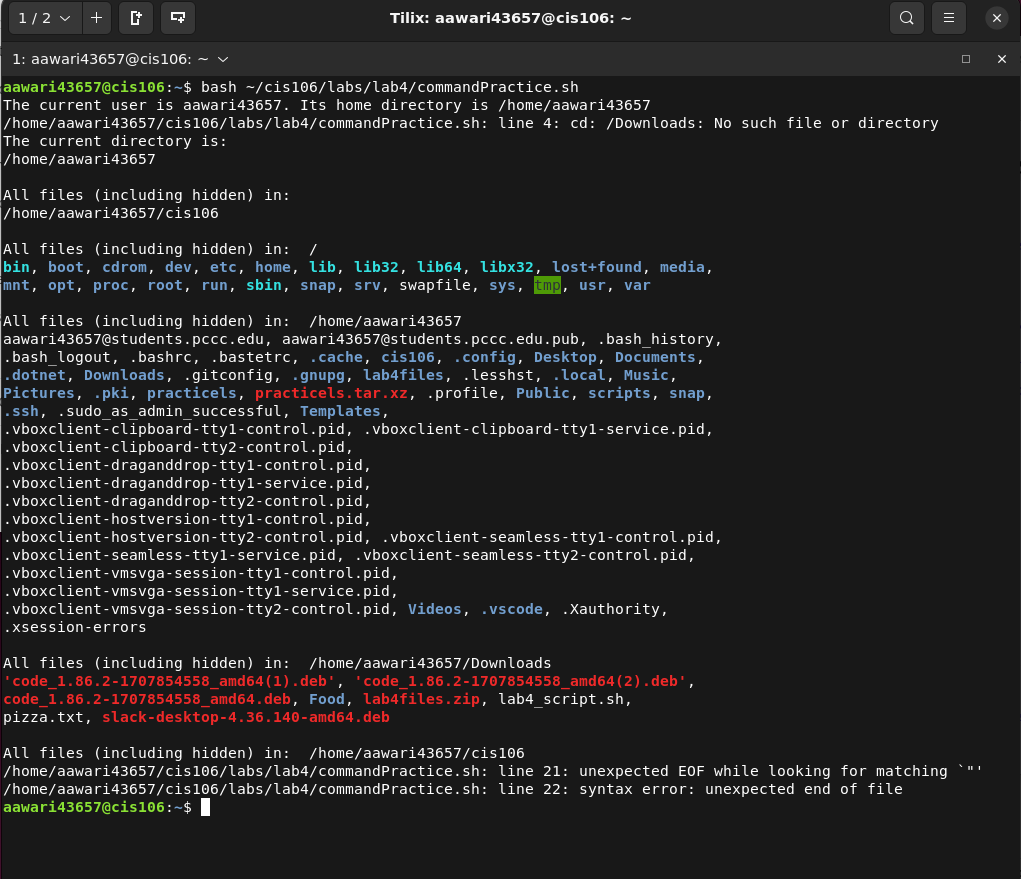 1 / 2
Tilix: aawari43657@cis106: ~
1: aawari43657@cis106: ~
aawari43657@cis106:~$ bash ~/cis106/labs/lab4/commandPractice.sh
The current user is aawari43657. Its home directory is /home/aawari43657
/home/aawari43657/cis106/labs/lab4/commandPractice.sh: line 4: cd: /Downloads: No such file or directory
The current directory is:
/home/aawari43657
All files (including hidden) in:
/home/aawari43657/cis106
All files (including hidden) in:  /
bin, boot, cdrom, dev, etc, home, lib, lib32, lib64, libx32, lost+found, media,
mnt, opt, proc, root, run, sbin, snap, srv, swapfile, sys, tmp, usr, var
All files (including hidden) in:  /home/aawari43657
aawari43657@students.pccc.edu, aawari43657@students.pccc.edu.pub, .bash_history,
.bash_logout, .bashrc, .bastetrc, .cache, cis106, .config, Desktop, Documents,
.dotnet, Downloads, .gitconfig, .gnupg, lab4files, .lesshst, .local, Music,
Pictures, .pki, practicels, practicels.tar.xz, .profile, Public, scripts, snap,
.ssh, .sudo_as_admin_successful, Templates,
.vboxclient-clipboard-tty1-control.pid, .vboxclient-clipboard-tty1-service.pid,
.vboxclient-clipboard-tty2-control.pid,
.vboxclient-draganddrop-tty1-control.pid,
.vboxclient-draganddrop-tty1-service.pid,
.vboxclient-draganddrop-tty2-control.pid,
.vboxclient-hostversion-tty1-control.pid,
.vboxclient-hostversion-tty2-control.pid, .vboxclient-seamless-tty1-control.pid,
.vboxclient-seamless-tty1-service.pid, .vboxclient-seamless-tty2-control.pid,
.vboxclient-vmsvga-session-tty1-control.pid,
.vboxclient-vmsvga-session-tty1-service.pid,
.vboxclient-vmsvga-session-tty2-control.pid, Videos, .vscode, .Xauthority,
.xsession-errors
All files (including hidden) in:  /home/aawari43657/Downloads
'code_1.86.2-1707854558_amd64(1).deb', 'code_1.86.2-1707854558_amd64(2).deb',
code_1.86.2-1707854558_amd64.deb, Food, lab4files.zip, lab4_script.sh,
pizza.txt, slack-desktop-4.36.140-amd64.deb
All files (including hidden) in:  /home/aawari43657/cis106
/home/aawari43657/cis106/labs/lab4/commandPractice.sh: line 21: unexpected EOF while looking for matching `"'
/home/aawari43657/cis106/labs/lab4/commandPractice.sh: line 22: syntax error: unexpected end of file
aawari43657@cis106:~$